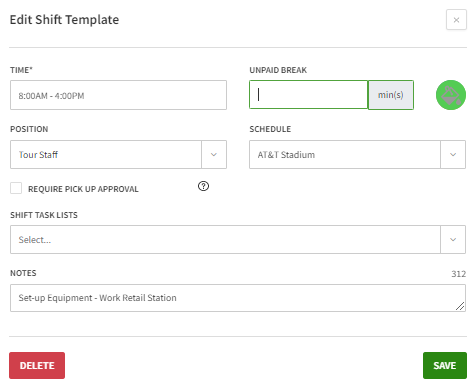 Edit Shift Template
×
TIME*
UNPAID BREAK
8:00AM - 4:00PM
min(s)
POSITION
SCHEDULE
Tour Staff
AT&T Stadium
REQUIRE PICK UP APPROVAL ?
SHIFT TASK LISTS
Select...
NOTES
312
Set-up Equipment - Work Retail Station
DELETE
SAVE